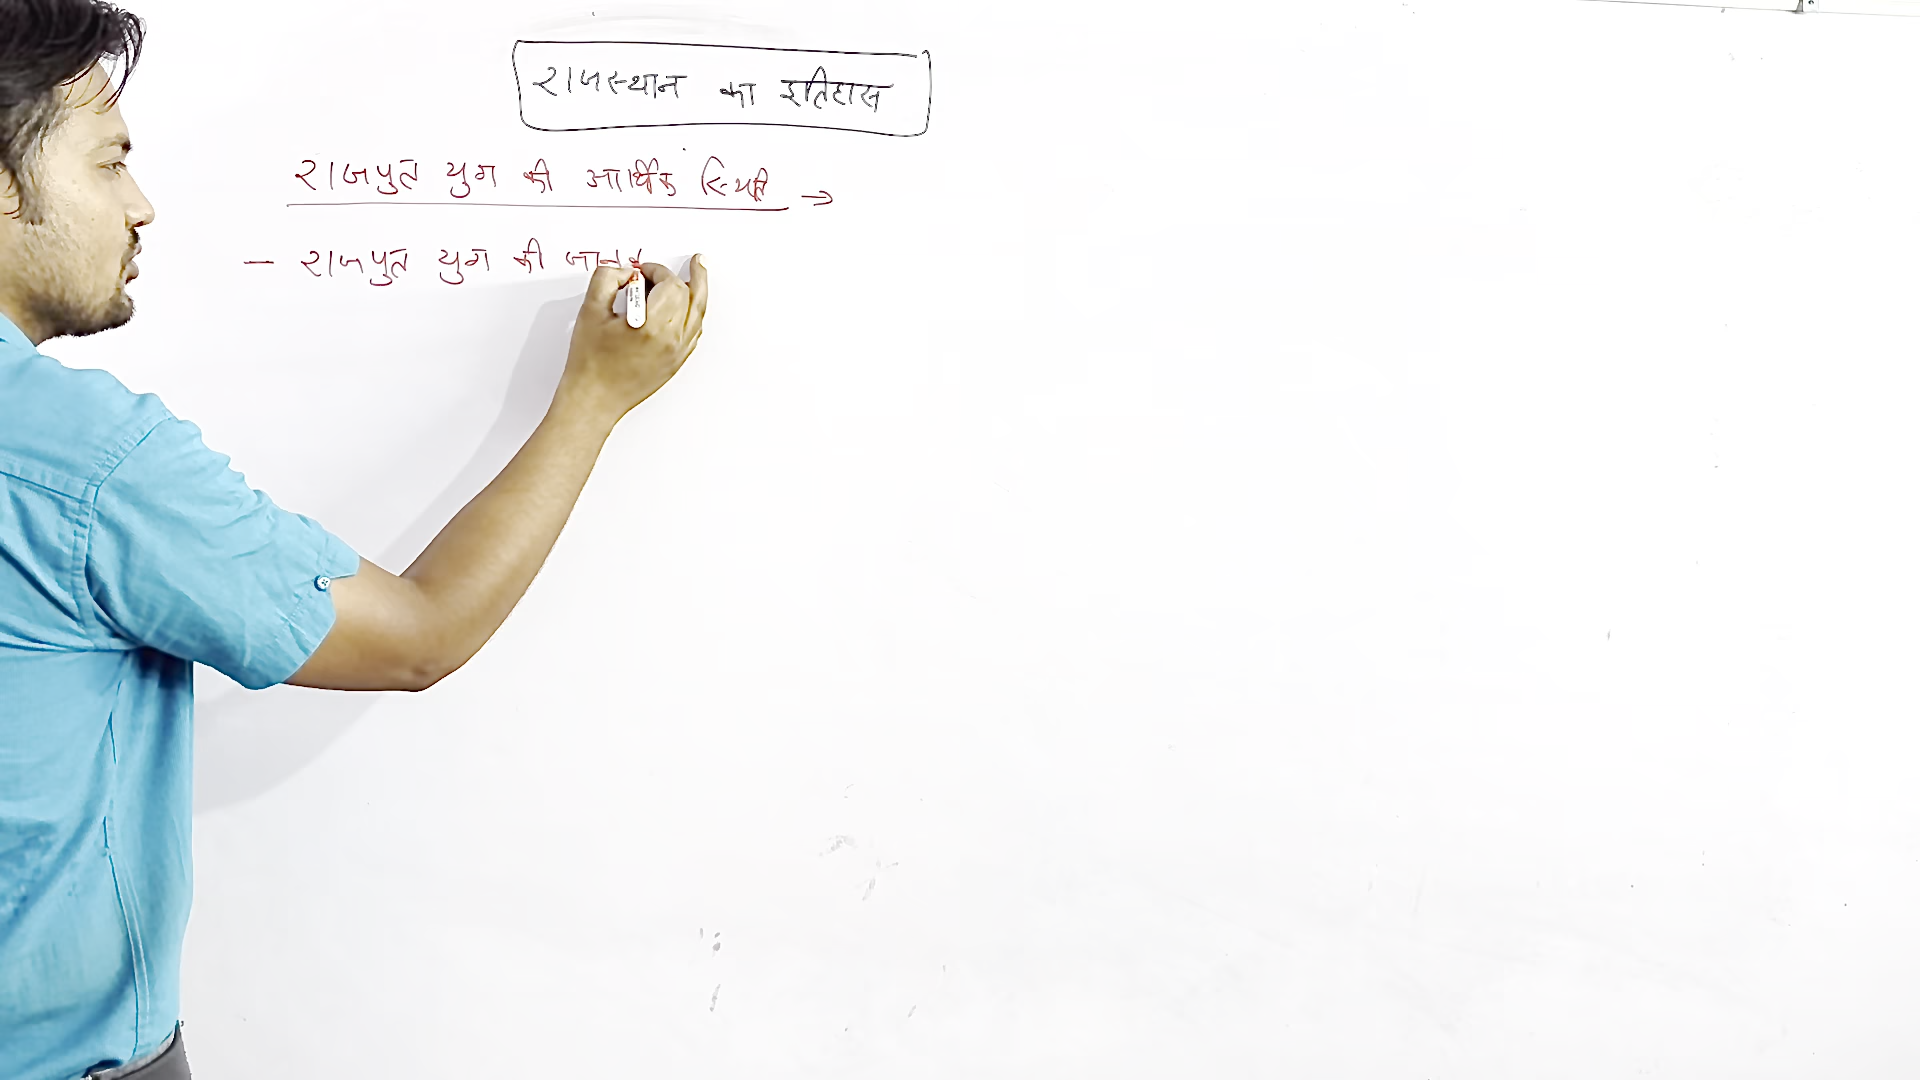 राजस्थान का इतिहास
राजपुत युग की आर्थिक स्थिती →
— राजपुत युग की जान